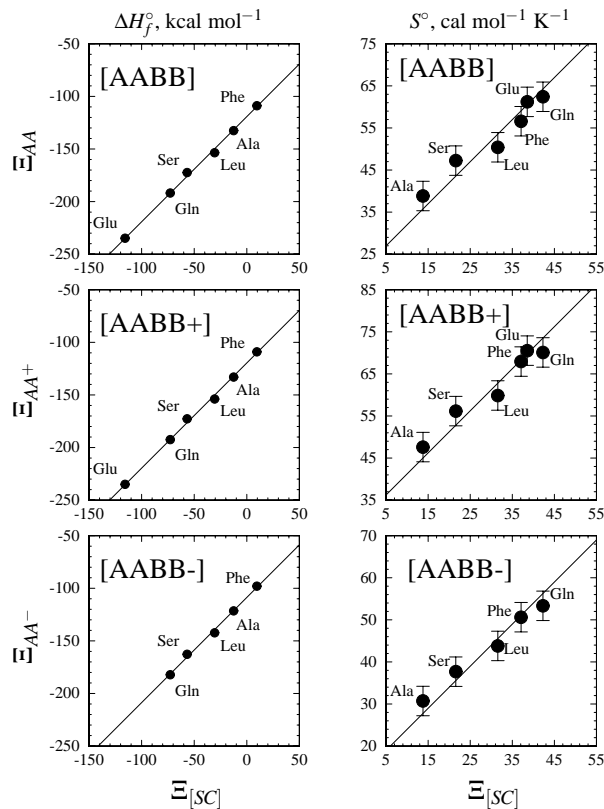 ΔH°f, kcal mol⁻¹
S°, cal mol⁻¹ K⁻¹
[AABB]
Ξ AA
-50
-100
-150
-200
-250
-150 -100 -50 0 50
Phe
Ala
Ser
Leu
Gln
Glu
[AABB]
75
65
55
45
35
25
5 15 25 35 45 55
Glu
Gln
Phe
Ser
Leu
Ala
[AABB+]
Ξ AA⁺
-50
-100
-150
-200
-250
-150 -100 -50 0 50
Phe
Ala
Ser
Leu
Gln
Glu
[AABB+]
85
75
65
55
45
35
5 15 25 35 45 55
Glu
Phe
Gln
Ser
Leu
Ala
[AABB-]
Ξ AA⁻
-50
-100
-150
-200
-250
-150 -100 -50 0 50
Phe
Ala
Ser
Leu
Gln
Ξ [SC]
[AABB-]
70
60
50
40
30
20
5 15 25 35 45 55
Gln
Phe
Ser
Leu
Ala
Ξ [SC]